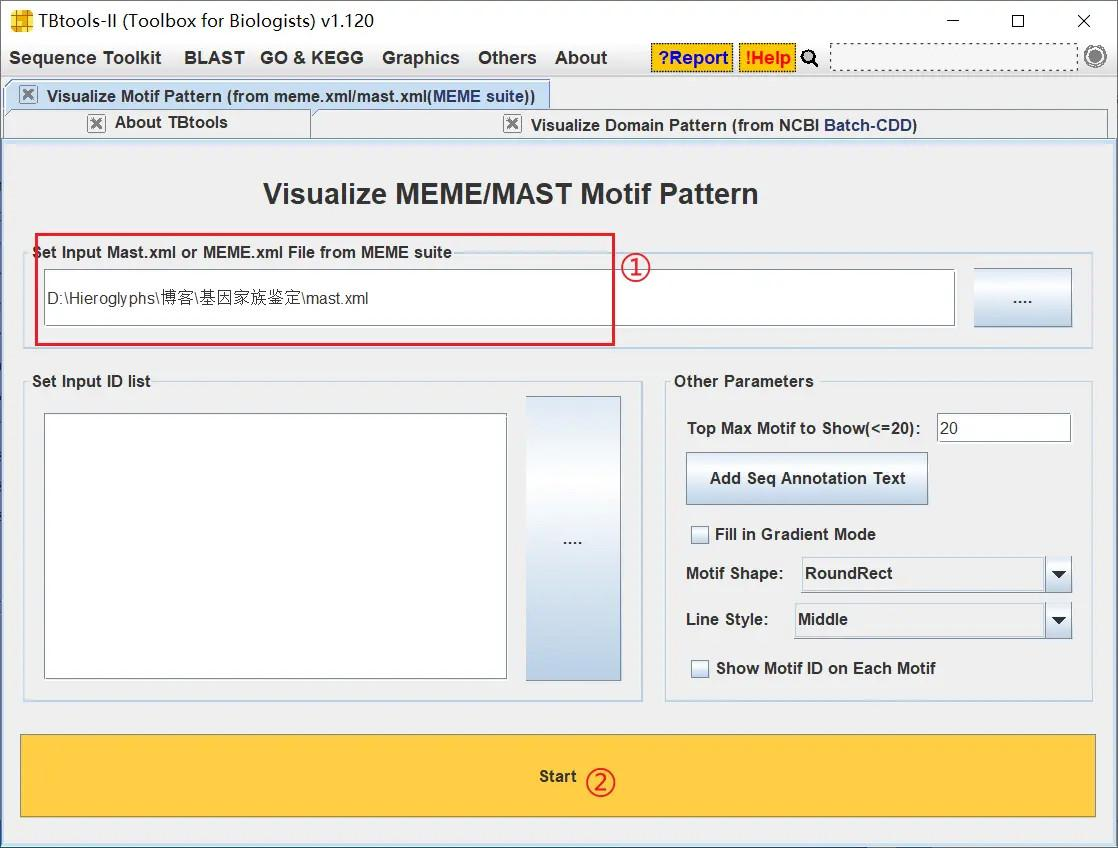 TBtools-II (Toolbox for Biologists) v1.120
Sequence Toolkit BLAST GO & KEGG Graphics Others About ?Report !Help
Visualize Motif Pattern (from meme.xml/mast.xml(MEME suite))
About TBtools Visualize Domain Pattern (from NCBI Batch-CDD)
Visualize MEME/MAST Motif Pattern
Set Input Mast.xml or MEME.xml File from MEME suite
①
D:\Hieroglyphs\博客\基因家族鉴定\mast.xml
....
Set Input ID list
....
Other Parameters
Top Max Motif to Show(<=20): 20
Add Seq Annotation Text
Fill in Gradient Mode
Motif Shape: RoundRect
Line Style: Middle
Show Motif ID on Each Motif
Start ②